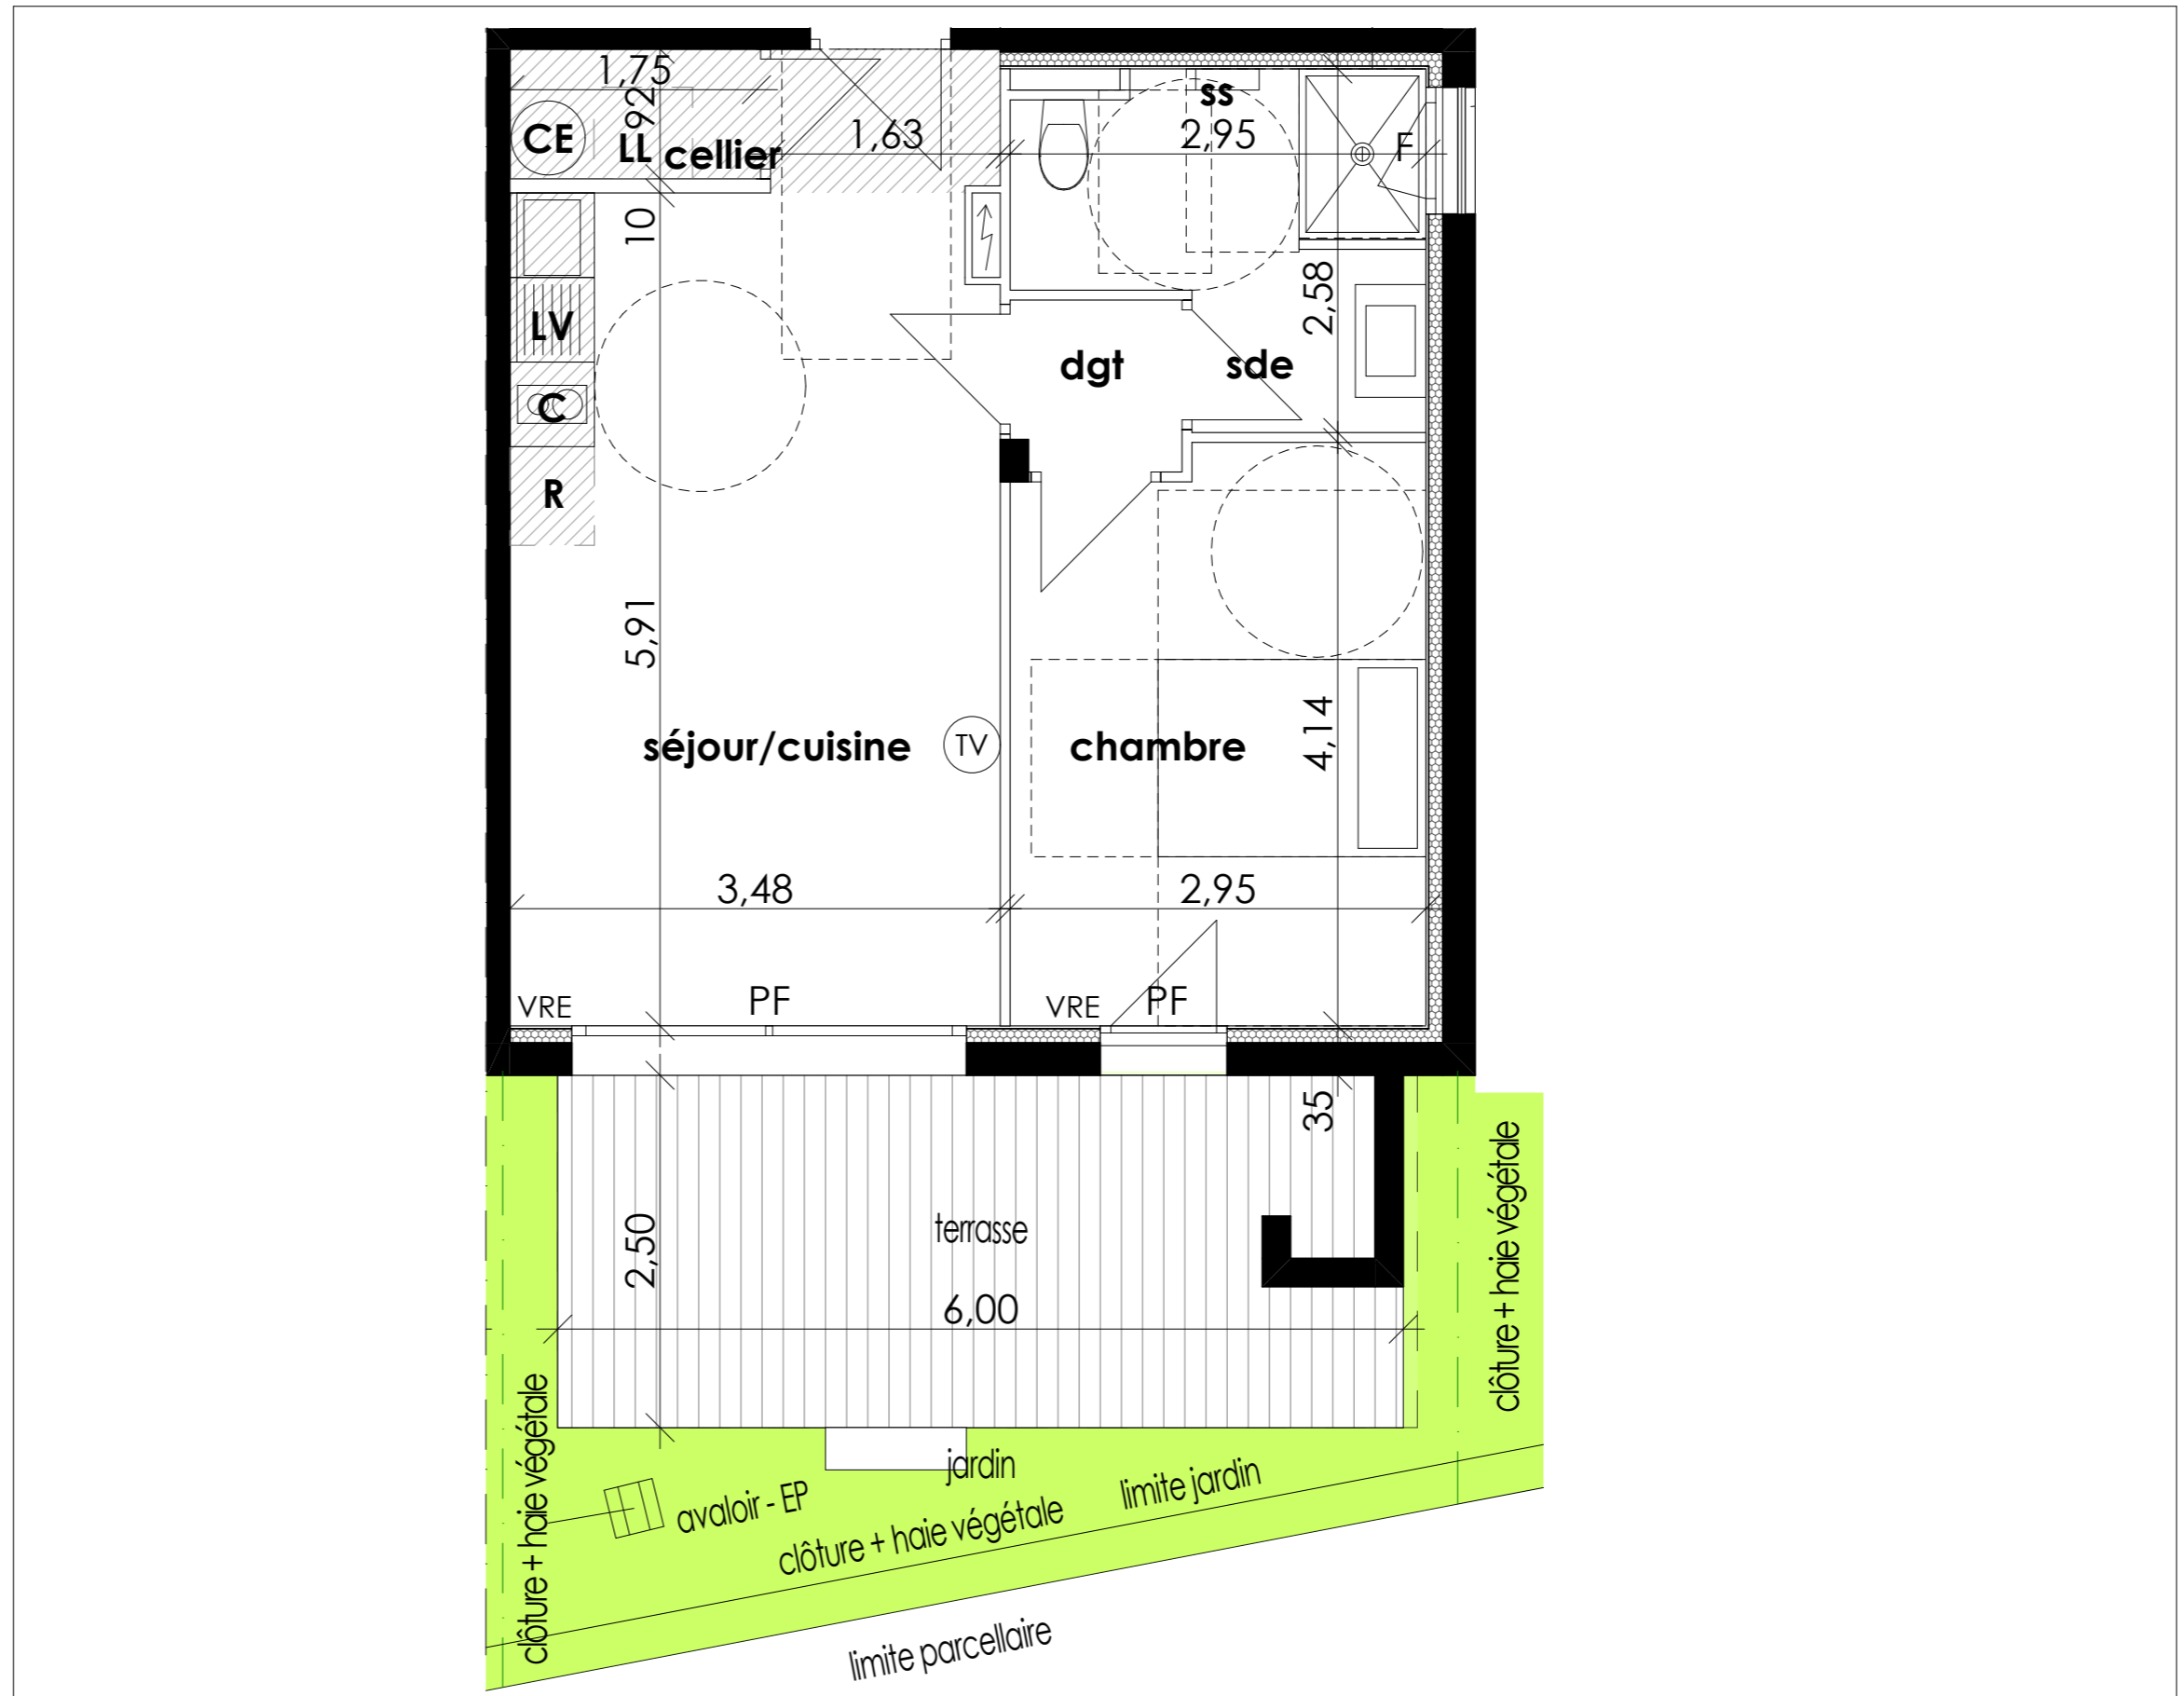 1,75
92
ss
CE
LL
cellier
1,63
2,95
F
10
2,58
LV
dgt
sde
C
R
5,91
4,14
séjour/cuisine
TV
chambre
3,48
2,95
VRE
PF
VRE
PF
35
clôture + haie végétale
2,50
terrasse
6,00
clôture + haie végétale
jardin
limite jardin
avaloir - EP
clôture + haie végétale
limite parcellaire